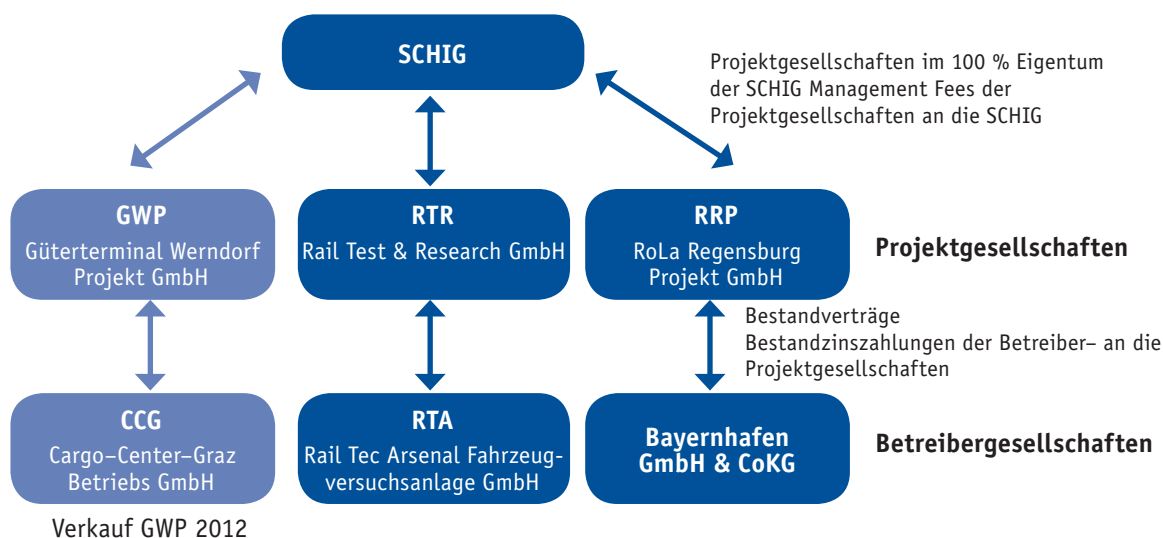 SCHIG
Projektgesellschaften im 100 % Eigentum
der SCHIG Management Fees der
Projektgesellschaften an die SCHIG
GWP
Güterterminal Werndorf
Projekt GmbH
RTR
Rail Test & Research GmbH
RRP
RoLa Regensburg
Projekt GmbH
Projektgesellschaften
Bestandverträge
Bestandzinszahlungen der Betreiber– an die
Projektgesellschaften
CCG
Cargo–Center–Graz
Betriebs GmbH
RTA
Rail Tec Arsenal Fahrzeug-
versuchsanlage GmbH
Bayernhafen
GmbH & CoKG
Betreibergesellschaften
Verkauf GWP 2012